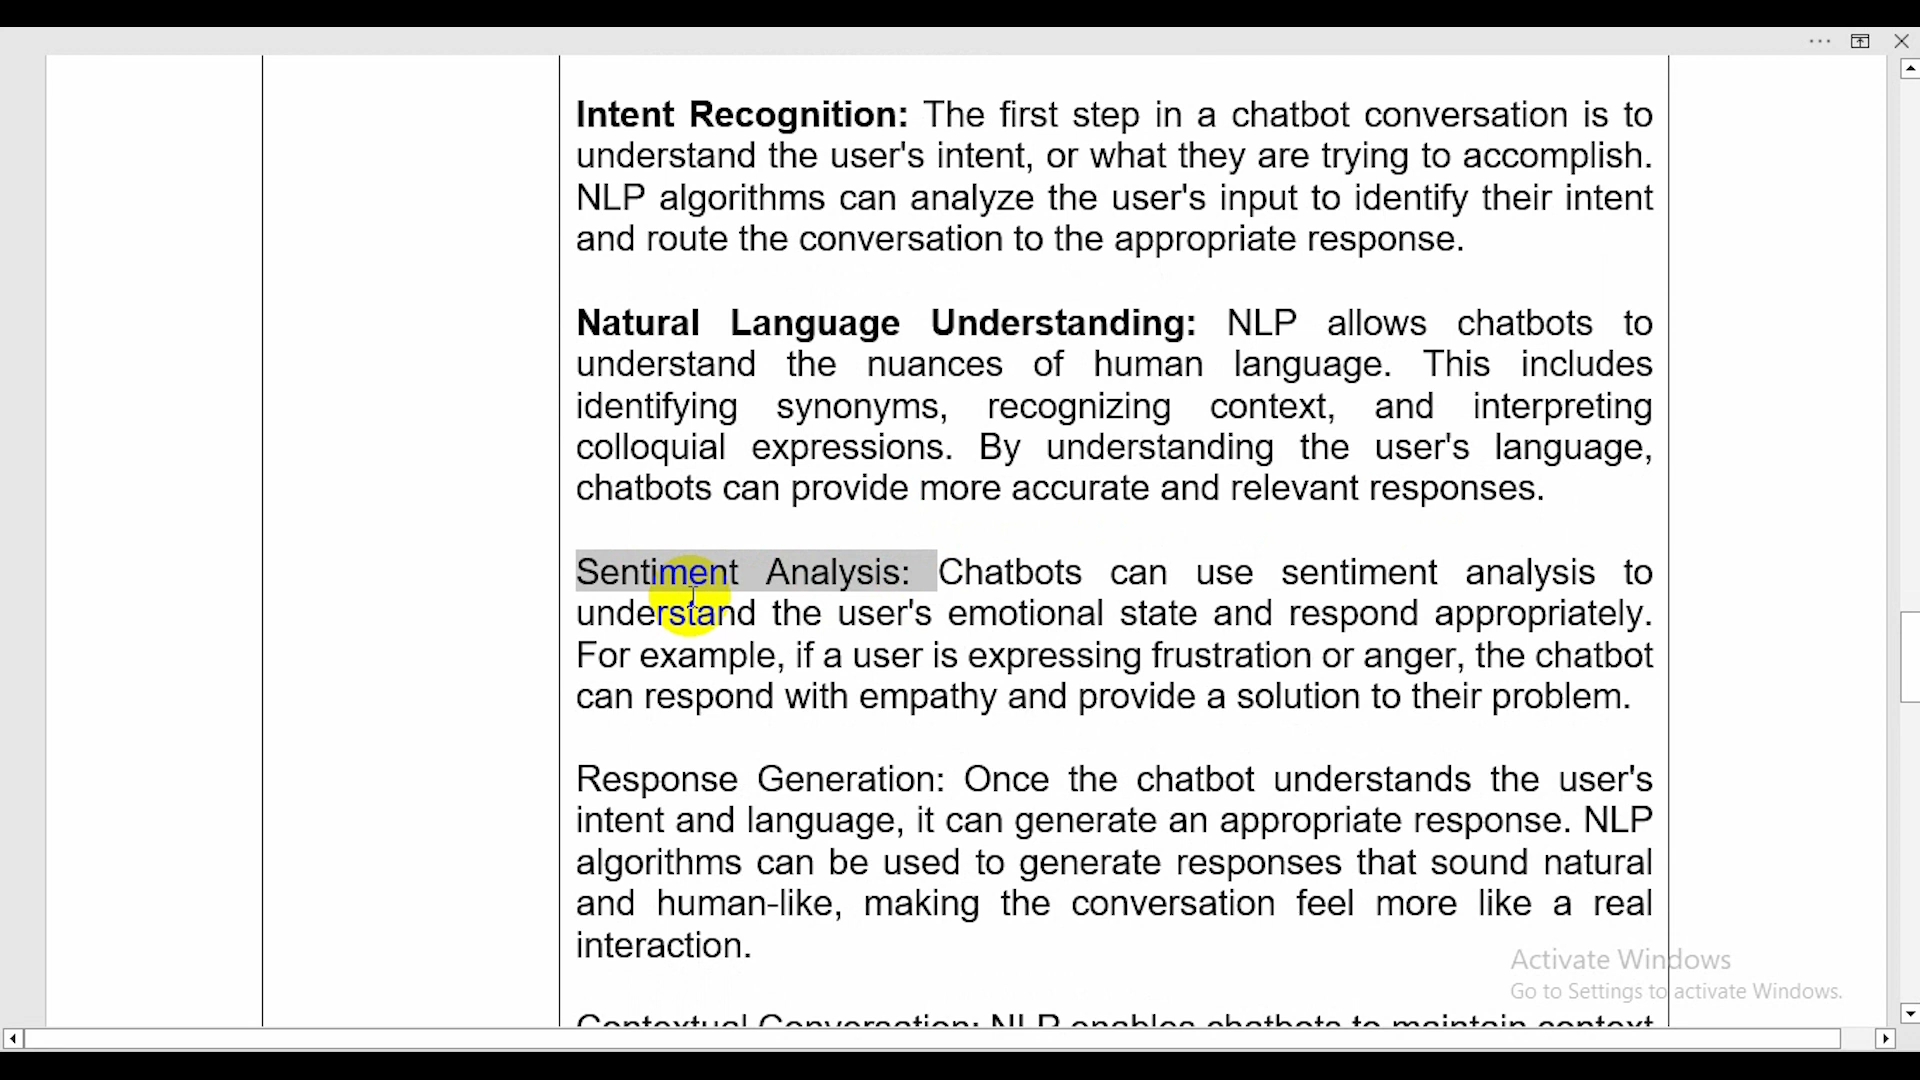 Intent Recognition: The first step in a chatbot conversation is to
understand the user's intent, or what they are trying to accomplish.
NLP algorithms can analyze the user's input to identify their intent
and route the conversation to the appropriate response.
Natural Language Understanding: NLP allows chatbots to
understand the nuances of human language. This includes
identifying synonyms, recognizing context, and interpreting
colloquial expressions. By understanding the user's language,
chatbots can provide more accurate and relevant responses.
Sentiment Analysis: Chatbots can use sentiment analysis to
understand the user's emotional state and respond appropriately.
For example, if a user is expressing frustration or anger, the chatbot
can respond with empathy and provide a solution to their problem.
Response Generation: Once the chatbot understands the user's
intent and language, it can generate an appropriate response. NLP
algorithms can be used to generate responses that sound natural
and human-like, making the conversation feel more like a real
interaction.
Activate Windows
Go to Settings to activate Windows.
Contextual Conversation: NLP enables chatbots to maintain context